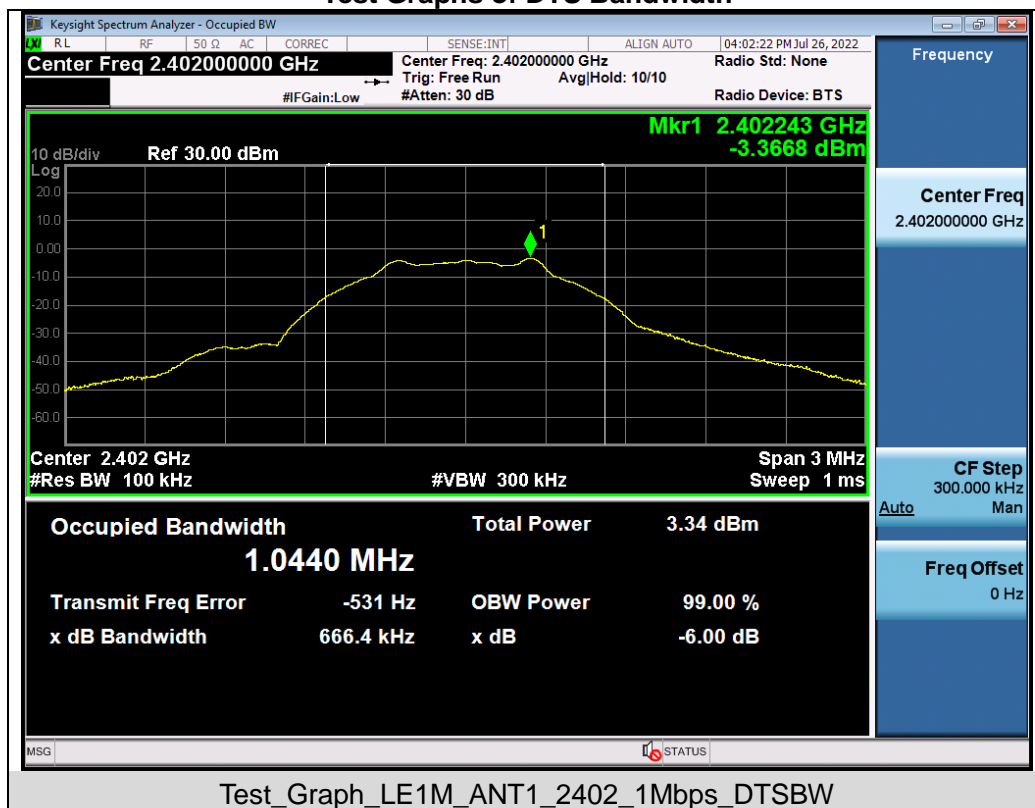 Test Graphs of DTS Bandwidth
Keysight Spectrum Analyzer - Occupied BW
LXI RL RF 50 Ω AC CORREC SENSE:INT ALIGN AUTO 04:02:22 PM Jul 26, 2022
Center Freq 2.402000000 GHz
Center Freq: 2.402000000 GHz Radio Std: None
Trig: Free Run Avg|Hold: 10/10
#IFGain:Low #Atten: 30 dB Radio Device: BTS
Mkr1 2.402243 GHz
-3.3668 dBm
10 dB/div Ref 30.00 dBm
Log
20.0
10.0
0.00
-10.0
-20.0
-30.0
-40.0
-50.0
-60.0
1
Center 2.402 GHz Span 3 MHz
#Res BW 100 kHz #VBW 300 kHz Sweep 1 ms
Occupied Bandwidth Total Power 3.34 dBm
1.0440 MHz
Transmit Freq Error -531 Hz OBW Power 99.00 %
x dB Bandwidth 666.4 kHz x dB -6.00 dB
MSG STATUS
Frequency
Center Freq
2.402000000 GHz
CF Step
300.000 kHz
Auto Man
Freq Offset
0 Hz
Test_Graph_LE1M_ANT1_2402_1Mbps_DTSBW